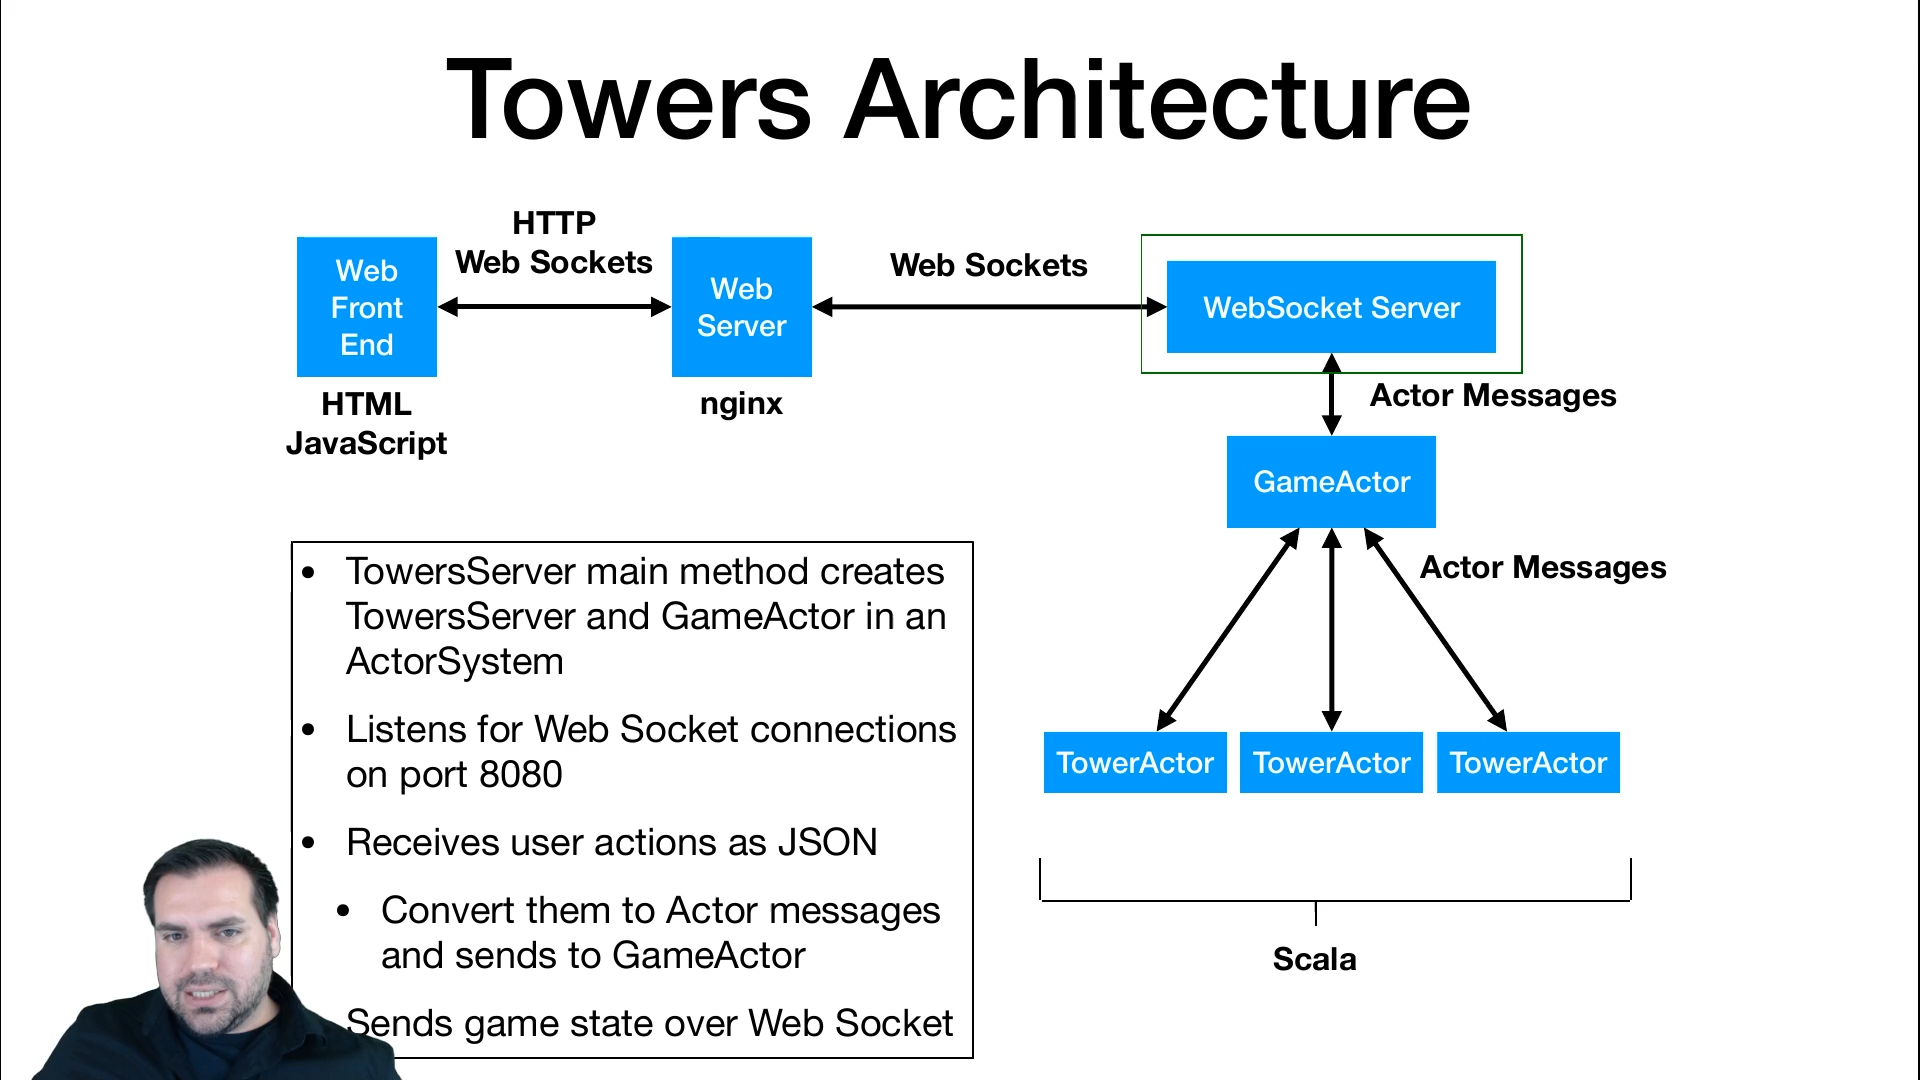 Towers Architecture
HTTP
Web Sockets
Web Sockets
Web
Front
End
Web
Server
WebSocket Server
HTML
JavaScript
nginx
Actor Messages
GameActor
Actor Messages
• TowersServer main method creates
TowersServer and GameActor in an
ActorSystem
• Listens for Web Socket connections
on port 8080
• Receives user actions as JSON
• Convert them to Actor messages
and sends to GameActor
Sends game state over Web Socket
TowerActor
TowerActor
TowerActor
Scala